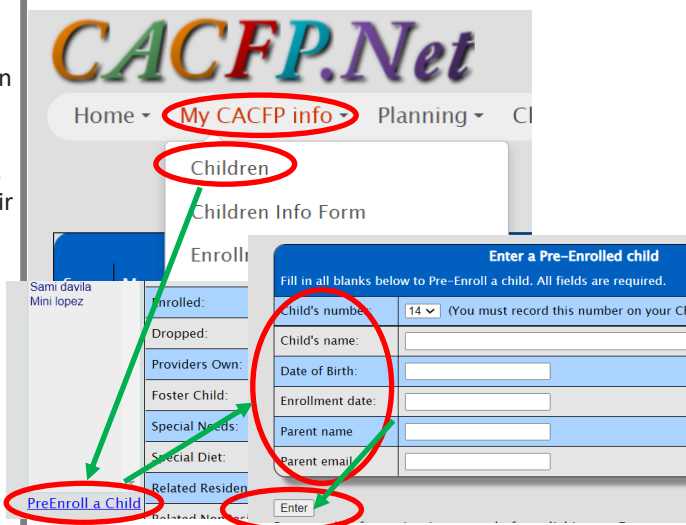 CACFP.Net
n
Home My CACFP info Planning Cl
Children
ir
Children Info Form
Enroll
Sami davila
Mini lopez
Enrolled:
Dropped:
Providers Own:
Foster Child:
Special Needs:
Special Diet:
Related Residen
PreEnroll a Child
Enter a Pre-Enrolled child
Fill in all blanks below to Pre-Enroll a child. All fields are required.
Child's number: 14 (You must record this number on your Cl
Child's name:
Date of Birth:
Enrollment date:
Parent name
Parent email
Enter